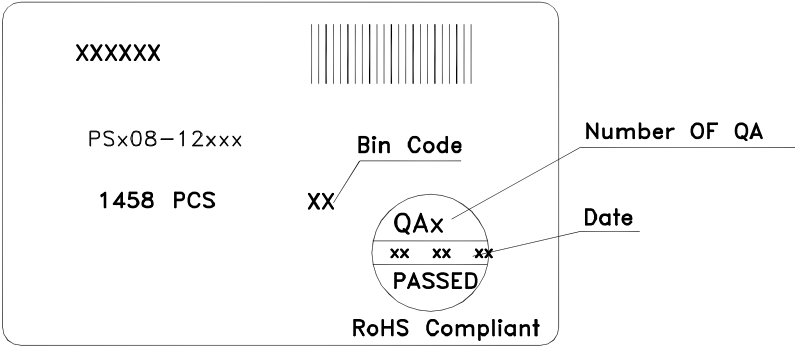 XXXXXX
PSx08-12xxx
Bin Code
Number OF QA
1458 PCS
XX
QAx
Date
xx xx xx
PASSED
RoHS Compliant